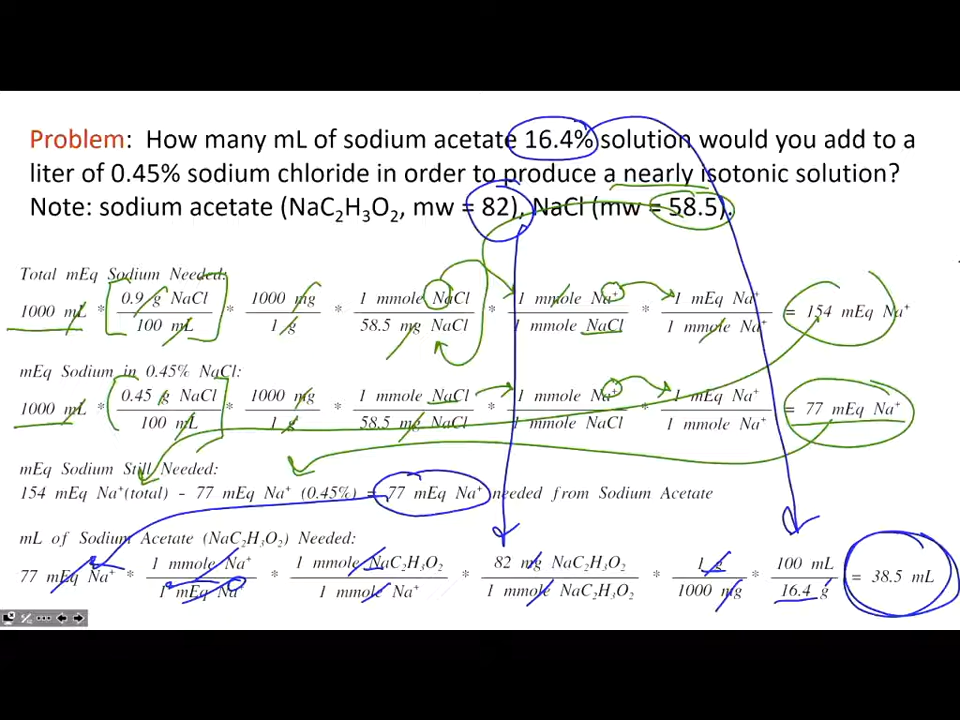 Problem: How many mL of sodium acetate 16.4% solution would you add to a
liter of 0.45% sodium chloride in order to produce a nearly isotonic solution?
Note: sodium acetate (NaC₂H₃O₂, mw = 82), NaCl (mw = 58.5).
Total mEq Sodium Needed:
1000 mL * 0.9 g NaCl / 100 mL * 1000 mg / 1 g * 1 mmole NaCl / 58.5 mg NaCl * 1 mmole Na⁺ / 1 mmole NaCl * 1 mEq Na⁺ / 1 mmole Na⁺ = 154 mEq Na⁺
mEq Sodium in 0.45% NaCl:
1000 mL * 0.45 g NaCl / 100 mL * 1000 mg / 1 g * 1 mmole NaCl / 58.5 mg NaCl * 1 mmole Na⁺ / 1 mmole NaCl * 1 mEq Na⁺ / 1 mmole Na⁺ = 77 mEq Na⁺
mEq Sodium Still Needed:
154 mEq Na⁺(total) - 77 mEq Na⁺ (0.45%) = 77 mEq Na⁺ needed from Sodium Acetate
mL of Sodium Acetate (NaC₂H₃O₂) Needed:
77 mEq Na⁺ * 1 mmole Na⁺ / 1 mEq Na⁺ * 1 mmole NaC₂H₃O₂ / 1 mmole Na⁺ * 82 mg NaC₂H₃O₂ / 1 mmole NaC₂H₃O₂ * 1 g / 1000 mg * 100 mL / 16.4 g = 38.5 mL